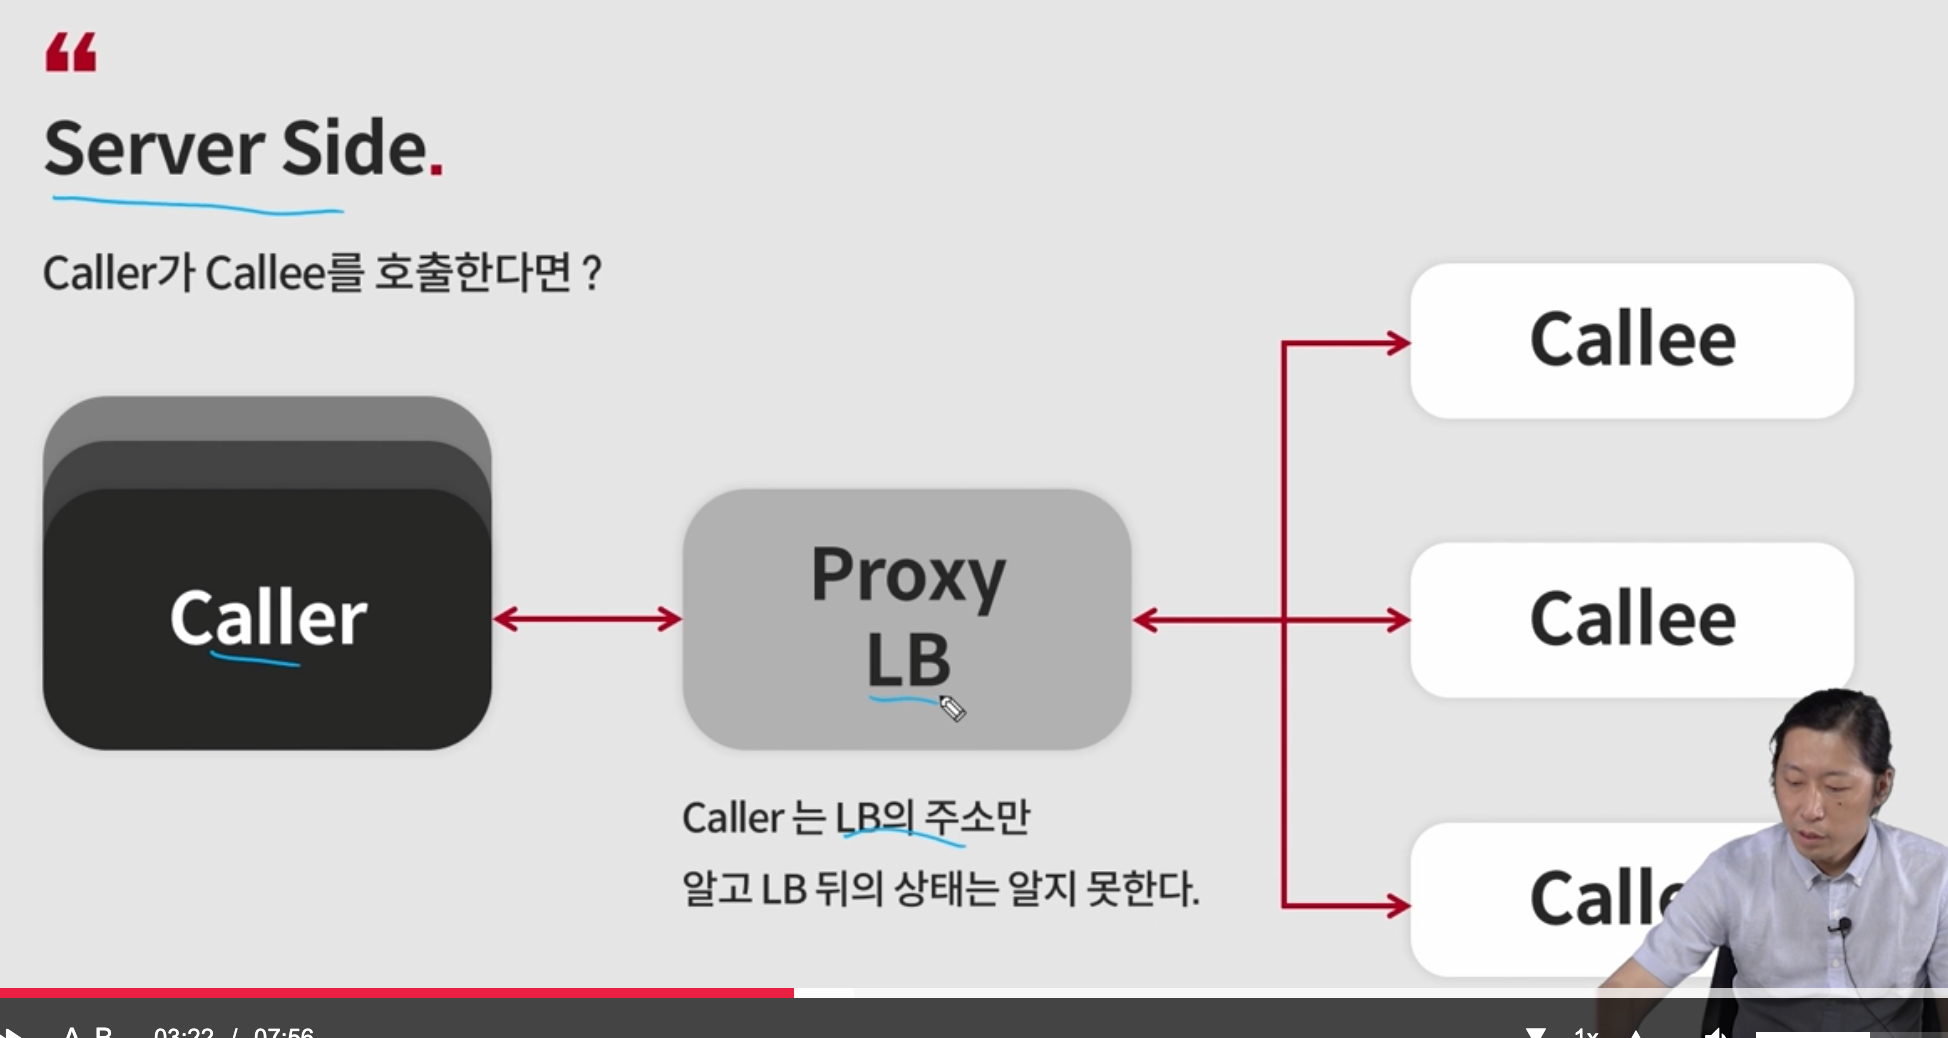 “
Server Side.
Caller가 Callee를 호출한다면 ?
Caller
Proxy
LB
Caller 는 LB의 주소만
알고 LB 뒤의 상태는 알지 못한다.
Callee
Callee
A B 03:22 / 07:56
1x